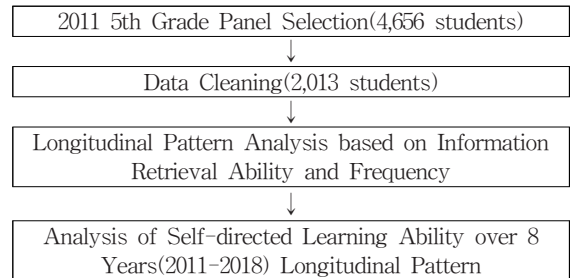 2011 5th Grade Panel Selection(4,656 students)
↓
Data Cleaning(2,013 students)
↓
Longitudinal Pattern Analysis based on Information
Retrieval Ability and Frequency
↓
Analysis of Self-directed Learning Ability over 8
Years(2011-2018) Longitudinal Pattern